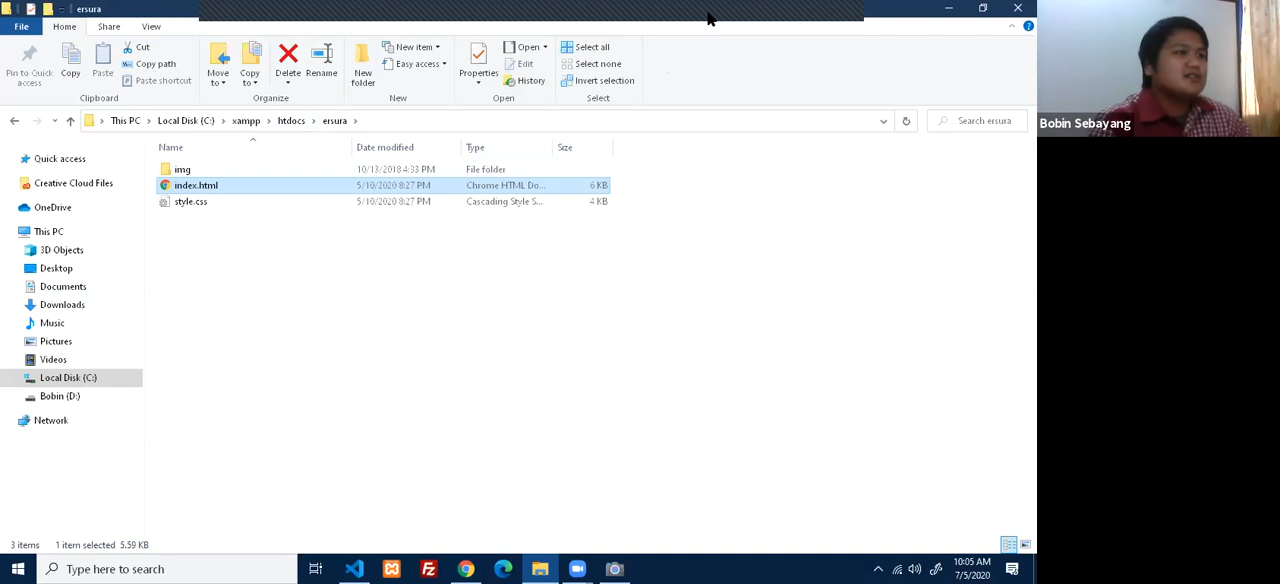 ersura
File Home Share View
Pin to Quick access
Copy
Paste
Cut
Copy path
Paste shortcut
Clipboard
Move to
Copy to
Delete
Rename
Organize
New folder
New item
Easy access
New
Properties
Open
Edit
History
Open
Select all
Select none
Invert selection
Select
This PC > Local Disk (C:) > xampp > htdocs > ersura >
Search ersura
Bobin Sebayang
Name Date modified Type Size
img 10/13/2018 4:33 PM File folder
index.html 5/10/2020 8:27 PM Chrome HTML Do... 6 KB
style.css 5/10/2020 8:27 PM Cascading Style S... 4 KB
Quick access
Creative Cloud Files
OneDrive
This PC
3D Objects
Desktop
Documents
Downloads
Music
Pictures
Videos
Local Disk (C:)
Bobin (D:)
Network
3 items 1 item selected 5.59 KB
Type here to search
Fz
10:05 AM
7/5/2020